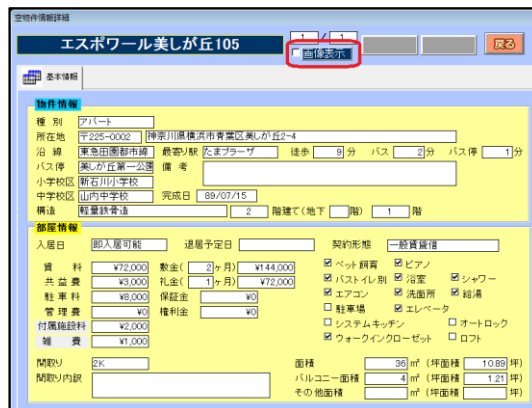 空物件情報詳細
エスポワール美しが丘105 1 / 1 戻る
画像表示
基本情報
物件情報
種 別 アパート
所在地 〒225-0002 神奈川県横浜市青葉区美しが丘2-4
沿 線 東急田園都市線 最寄り駅 たまプラーザ 徒歩 9 分 バス 2 分 バス停 1 分
バス停 美しが丘第一公園 備 考
小学校区 新石川小学校
中学校区 山内中学校 完成日 89/07/15
構造 軽量鉄骨造 2 階建て(地下 階) 1 階
部屋情報
入居日 即入居可能 退居予定日 契約形態 一般賃貸借
賃 料 ¥72,000 敷金( 2 ヶ月) ¥144,000 ペット飼育 ピアノ
共 益 費 ¥3,000 礼金( 1 ヶ月) ¥72,000 バストイレ別 浴室 シャワー
駐 車 料 ¥8,000 保証金 ¥0 エアコン 洗面所 給湯
管 理 費 ¥0 権利金 ¥0 駐車場 エレベータ
付属施設料 ¥2,000 システムキッチン オートロック
雑 費 ¥1,000 ウォークインクローゼット ロフト
間取り 2K 面積 36 ㎡ (坪面積 10.89 坪)
間取り内訳 バルコニー面積 4 ㎡ (坪面積 1.21 坪)
その他面積 ㎡ (坪面積 坪)